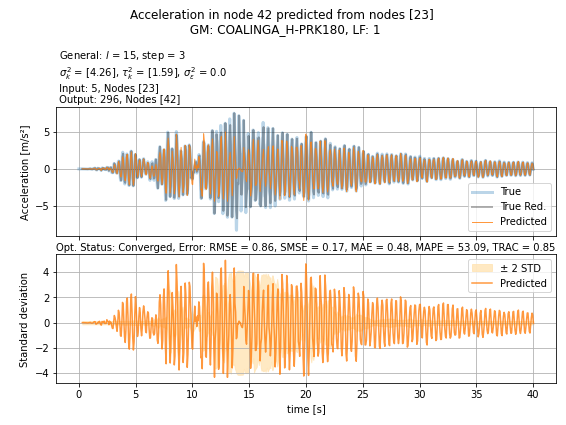 Acceleration in node 42 predicted from nodes [23]
GM: COALINGA_H-PRK180, LF: 1
General: l = 15, step = 3
σ_k² = [4.26], τ_k² = [1.59], σ_ε² = 0.0
Input: 5, Nodes [23]
Output: 296, Nodes [42]
Acceleration [m/s²]
5
0
−5
True
True Red.
Predicted
Opt. Status: Converged, Error: RMSE = 0.86, SMSE = 0.17, MAE = 0.48, MAPE = 53.09, TRAC = 0.85
Standard deviation
4
2
0
−2
−4
± 2 STD
Predicted
0 5 10 15 20 25 30 35 40
time [s]